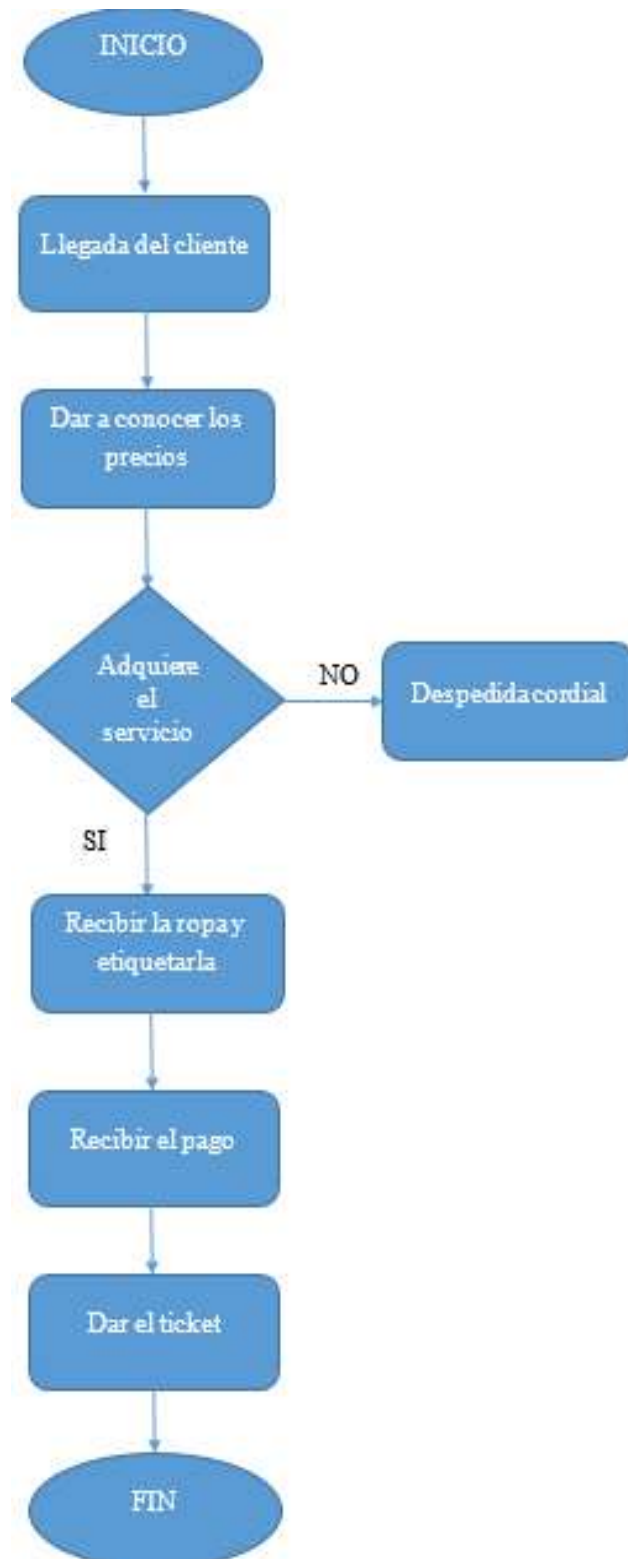 INICIO
Llegada del cliente
Dar a conocer los
precios
Adquiere
el
servicio
NO
Despedida cordial
SI
Recibir la ropa y
etiquetarla
Recibir el pago
Dar el ticket
FIN